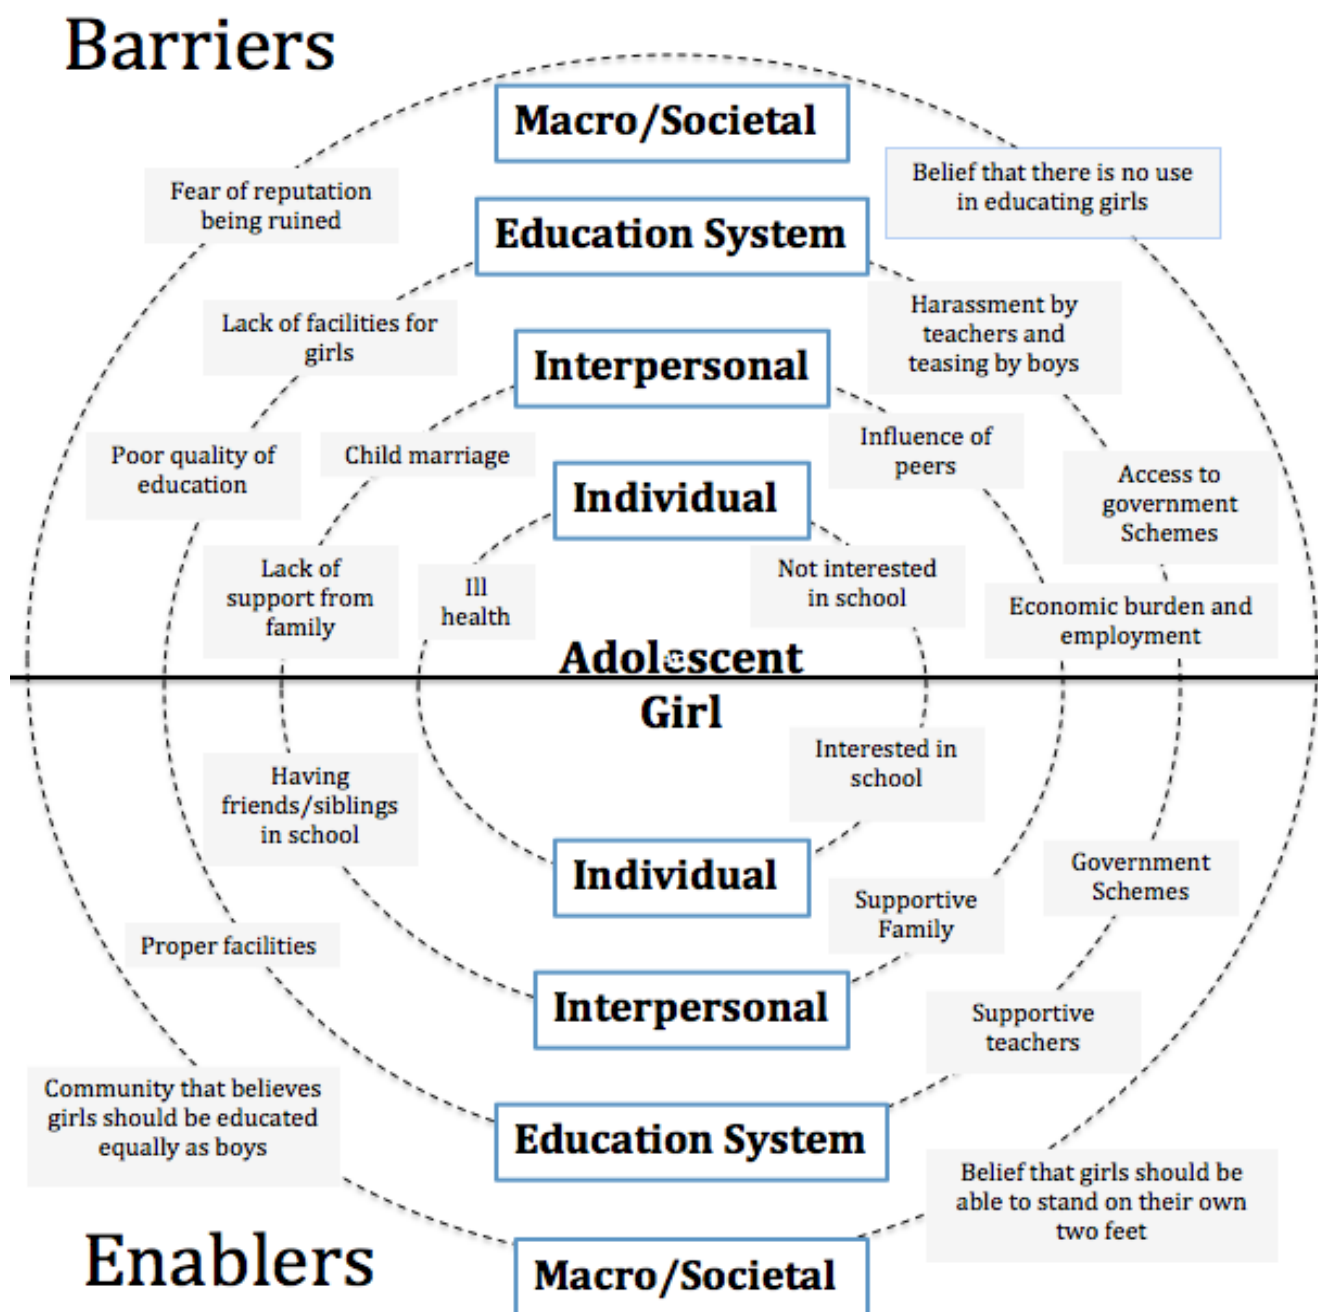 Barriers
Macro/Societal
Belief that there is no use
in educating girls
Fear of reputation
being ruined
Education System
Harassment by
teachers and
teasing by boys
Lack of facilities for
girls
Interpersonal
Influence of
peers
Poor quality of
education
Child marriage
Individual
Access to
government
Schemes
Lack of
support from
family
Ill
health
Not interested
in school
Economic burden and
employment
Adolescent
Girl
Interested in
school
Having
friends/siblings
in school
Individual
Government
Schemes
Supportive
Family
Proper facilities
Interpersonal
Supportive
teachers
Community that believes
girls should be educated
equally as boys
Education System
Belief that girls should be
able to stand on their own
two feet
Enablers
Macro/Societal